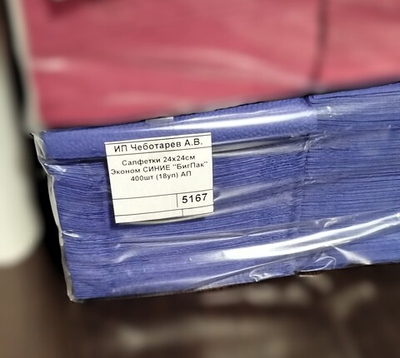 ИП Чеботарев А.В.
Салфетки 24х24см
Эконом СИНИЕ "БигПак"
400шт (18уп) АП
5167